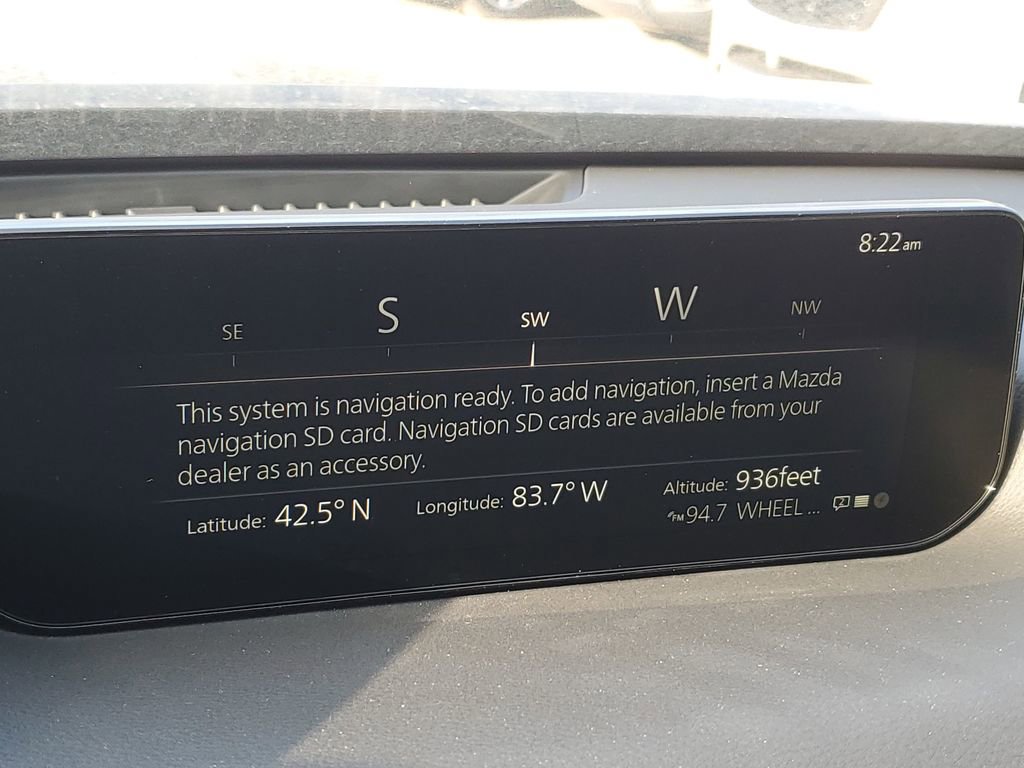 8:22am
SE S SW W NW
This system is navigation ready. To add navigation, insert a Mazda
navigation SD card. Navigation SD cards are available from your
dealer as an accessory.
Latitude: 42.5° N Longitude: 83.7° W Altitude: 936feet
FM 94.7 WHEEL ...